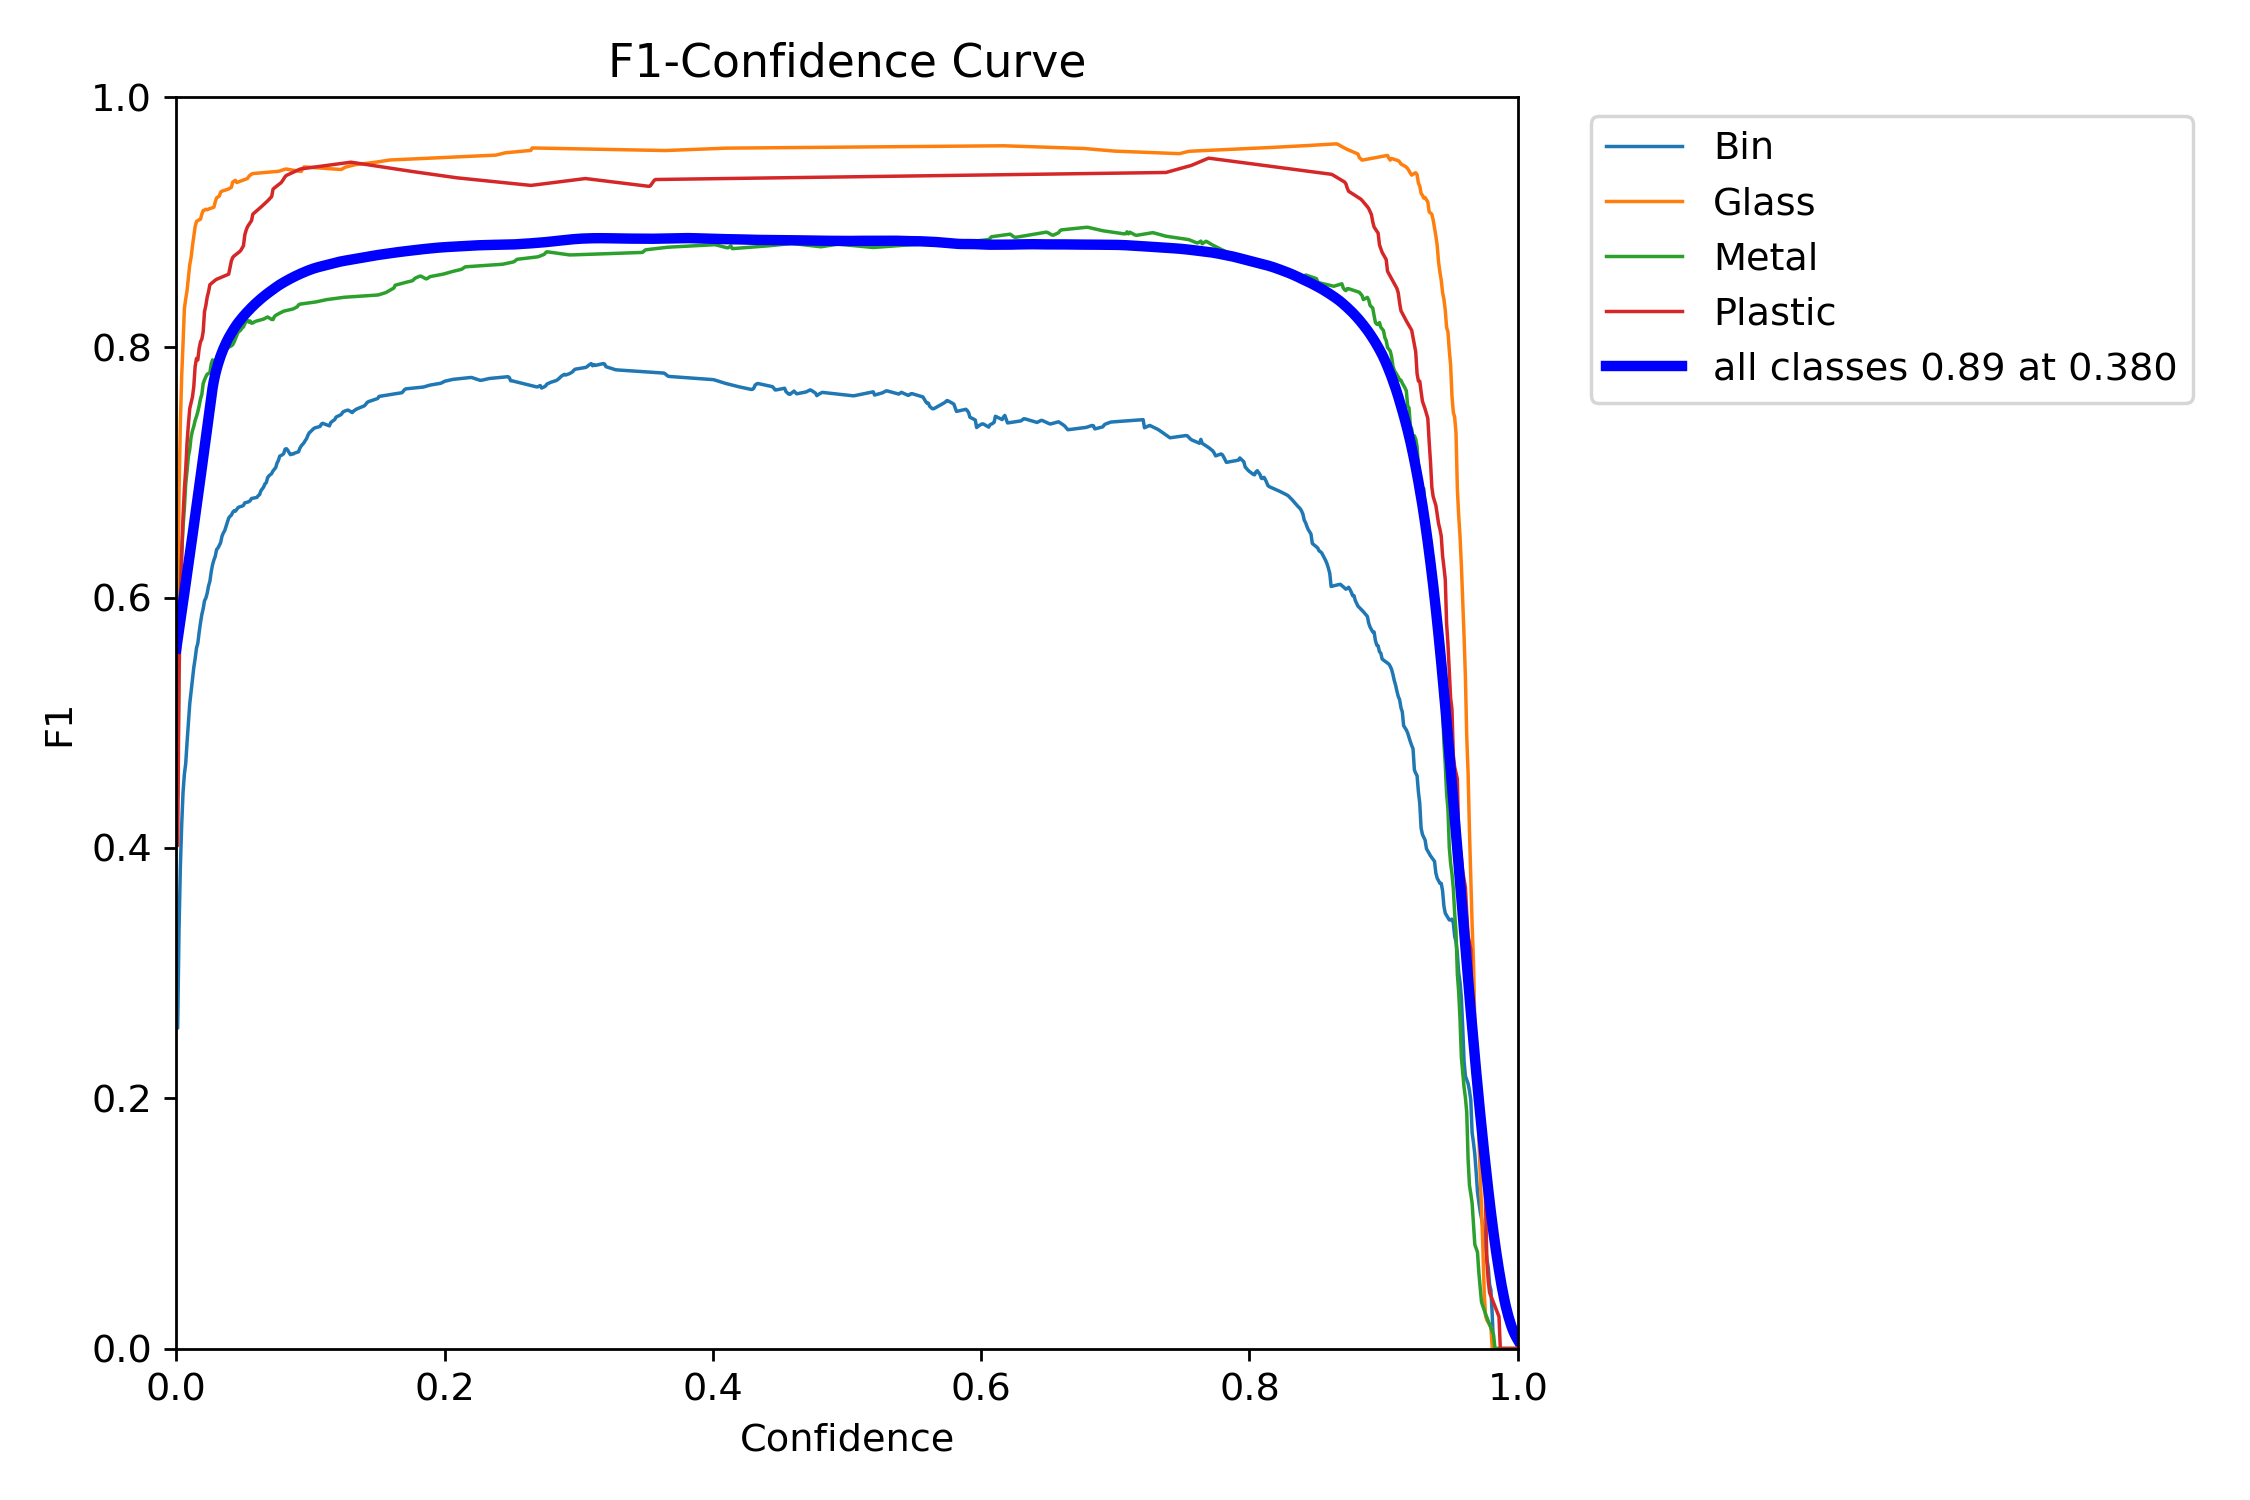 F1-Confidence Curve
1.0
0.8
0.6
0.4
0.2
0.0
F1
0.0 0.2 0.4 0.6 0.8 1.0
Confidence
Bin
Glass
Metal
Plastic
all classes 0.89 at 0.380